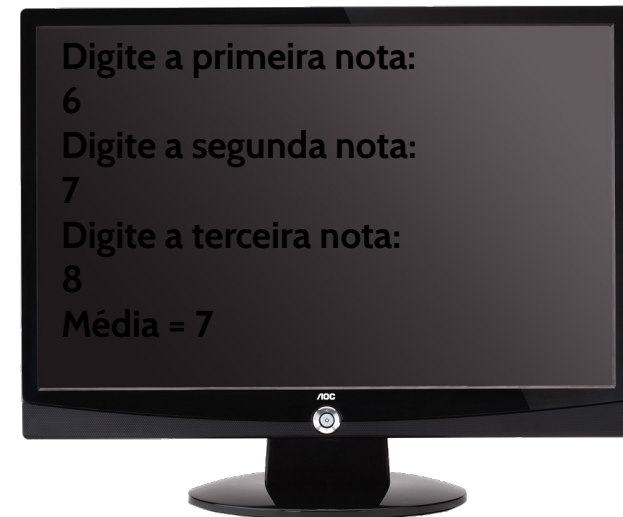 Digite a primeira nota:
6
Digite a segunda nota:
7
Digite a terceira nota:
8
Média = 7
AOC